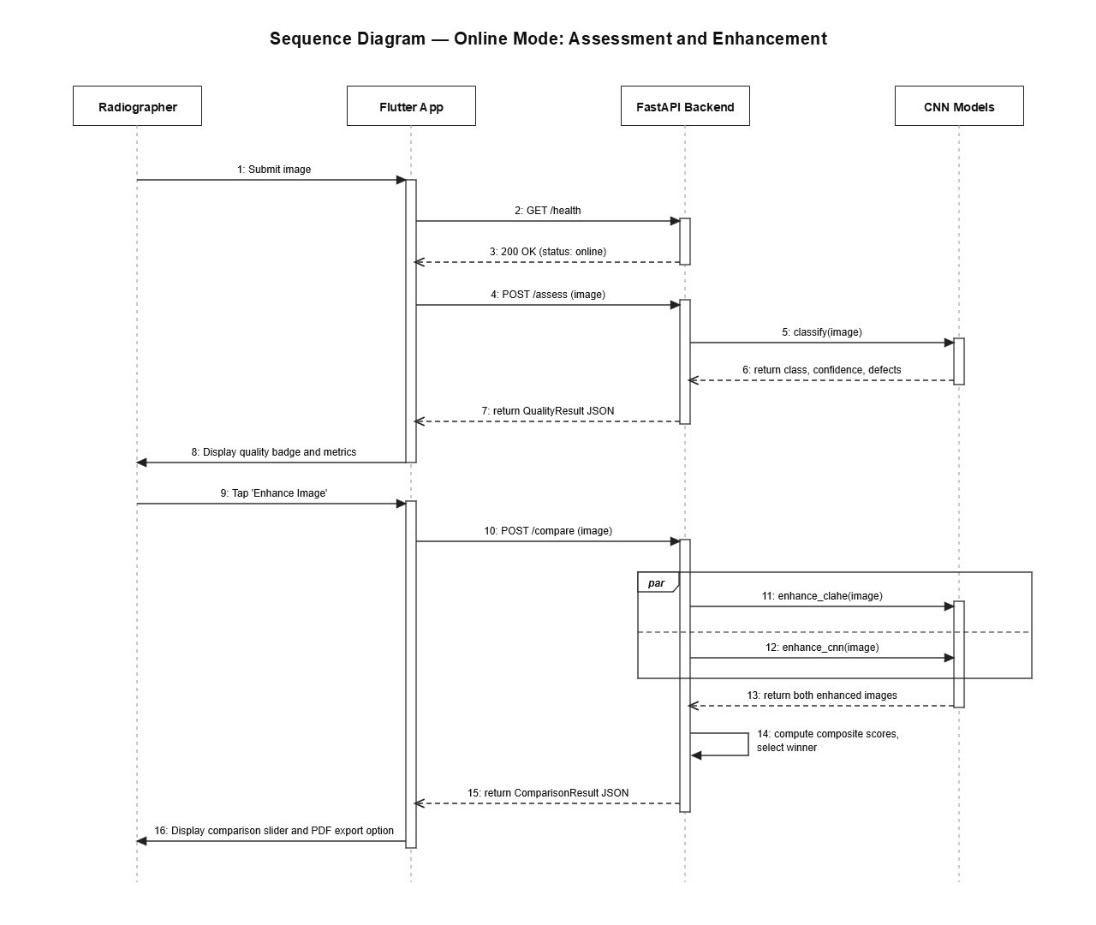 Sequence Diagram — Online Mode: Assessment and Enhancement
Radiographer
Flutter App
FastAPI Backend
CNN Models
1: Submit image
2: GET /health
3: 200 OK (status: online)
4: POST /assess (image)
5: classify(image)
6: return class, confidence, defects
7: return QualityResult JSON
8: Display quality badge and metrics
9: Tap 'Enhance Image'
10: POST /compare (image)
par
11: enhance_clahe(image)
12: enhance_cnn(image)
13: return both enhanced images
14: compute composite scores,
select winner
15: return ComparisonResult JSON
16: Display comparison slider and PDF export option